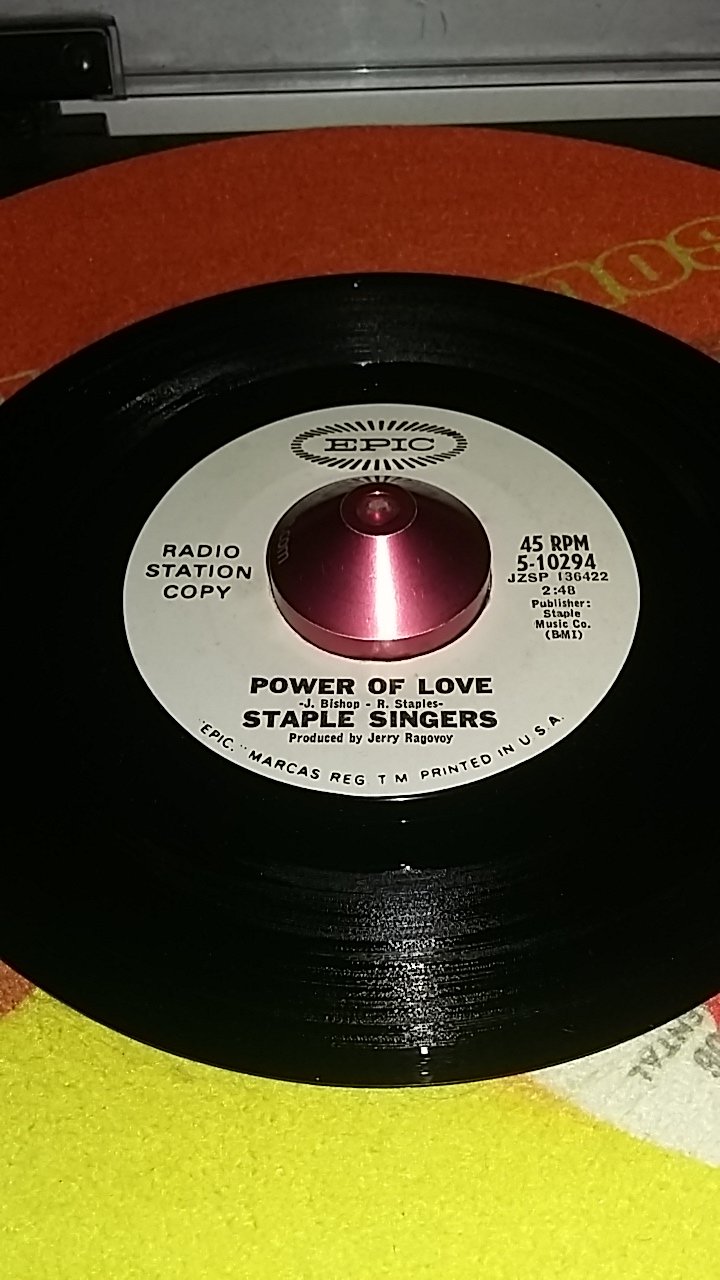 EPIC
RADIO
STATION
COPY
45 RPM
5-10294
JZSP 136422
2:48
Publisher:
Staple
Music Co.
(BMI)
POWER OF LOVE
-J. Bishop - R. Staples-
STAPLE SINGERS
Produced by Jerry Ragovoy
"EPIC," MARCAS REG. T M PRINTED IN U.S.A.